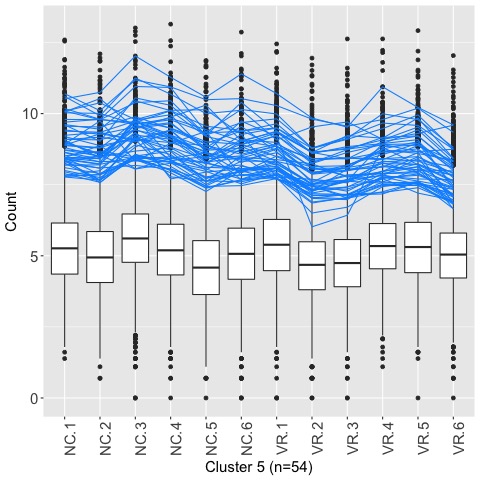 Count
10
5
0
NC.1
NC.2
NC.3
NC.4
NC.5
NC.6
VR.1
VR.2
VR.3
VR.4
VR.5
VR.6
Cluster 5 (n=54)